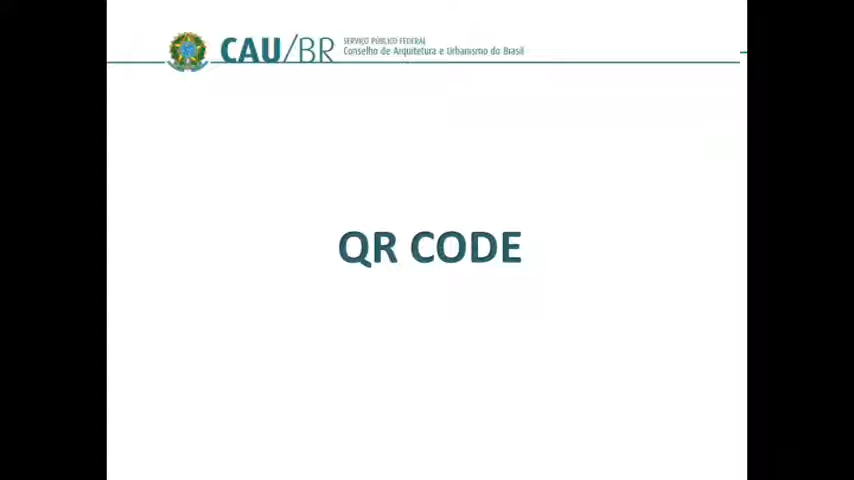 CAU/BR
SERVIÇO PÚBLICO FEDERAL
Conselho de Arquitetura e Urbanismo do Brasil
QR CODE